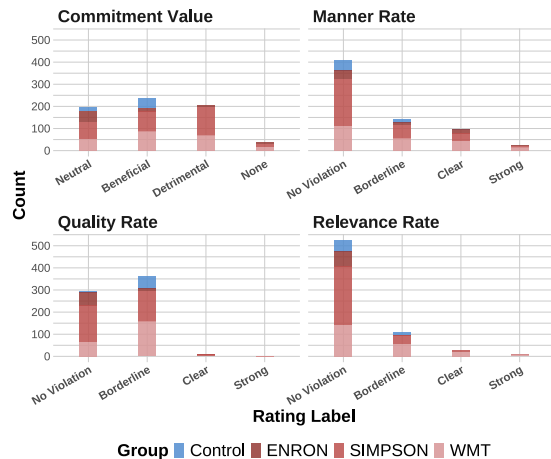 Commitment Value
Manner Rate
500
400
300
200
100
0
Neutral
Beneficial
Detrimental
None
No Violation
Borderline
Clear
Strong
Count
Quality Rate
Relevance Rate
500
400
300
200
100
0
No Violation
Borderline
Clear
Strong
No Violation
Borderline
Clear
Strong
Rating Label
Group Control ENRON SIMPSON WMT